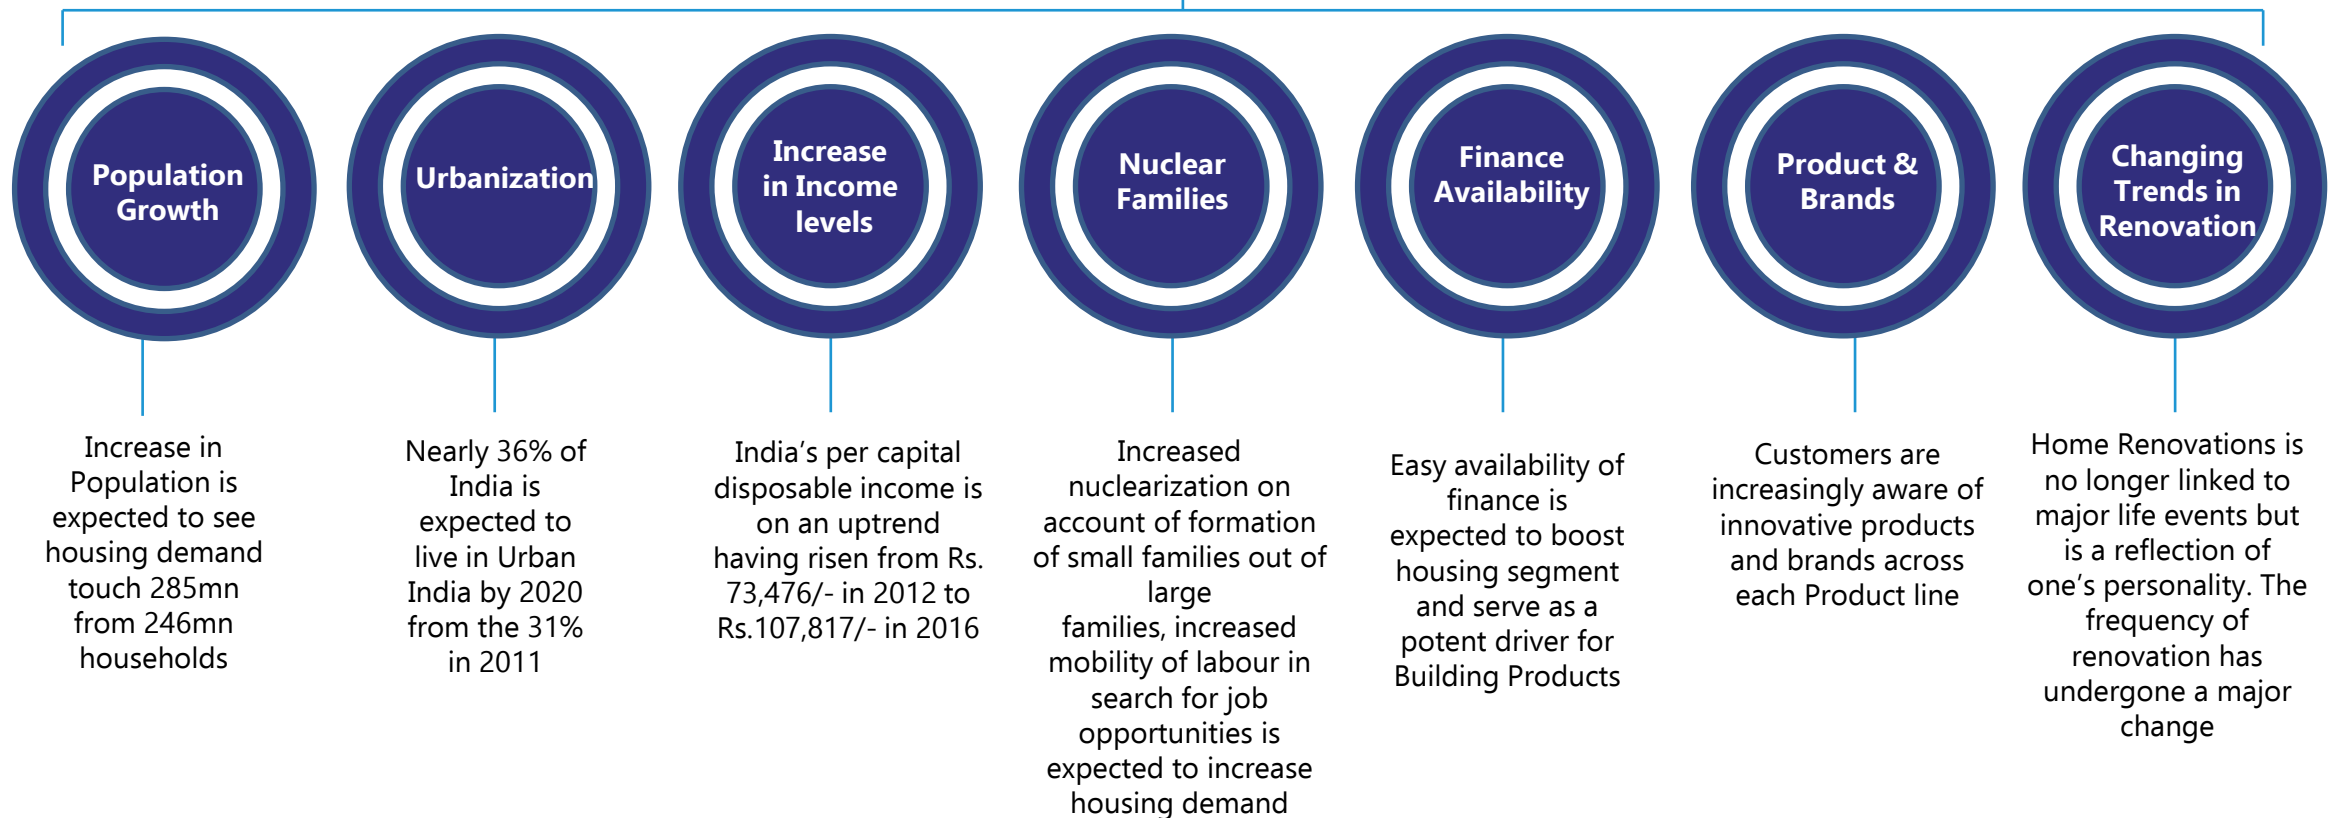 Population
Growth
Urbanization
Increase
in Income
levels
Nuclear
Families
Finance
Availability
Product &
Brands
Changing
Trends in
Renovation
Increase in
Population is
expected to see
housing demand
touch 285mn
from 246mn
households
Nearly 36% of
India is
expected to
live in Urban
India by 2020
from the 31%
in 2011
India’s per capital
disposable income is
on an uptrend
having risen from Rs.
73,476/- in 2012 to
Rs.107,817/- in 2016
Increased
nuclearization on
account of formation
of small families out of
large
families, increased
mobility of labour in
search for job
opportunities is
expected to increase
housing demand
Easy availability of
finance is
expected to boost
housing segment
and serve as a
potent driver for
Building Products
Customers are
increasingly aware of
innovative products
and brands across
each Product line
Home Renovations is
no longer linked to
major life events but
is a reflection of
one’s personality. The
frequency of
renovation has
undergone a major
change